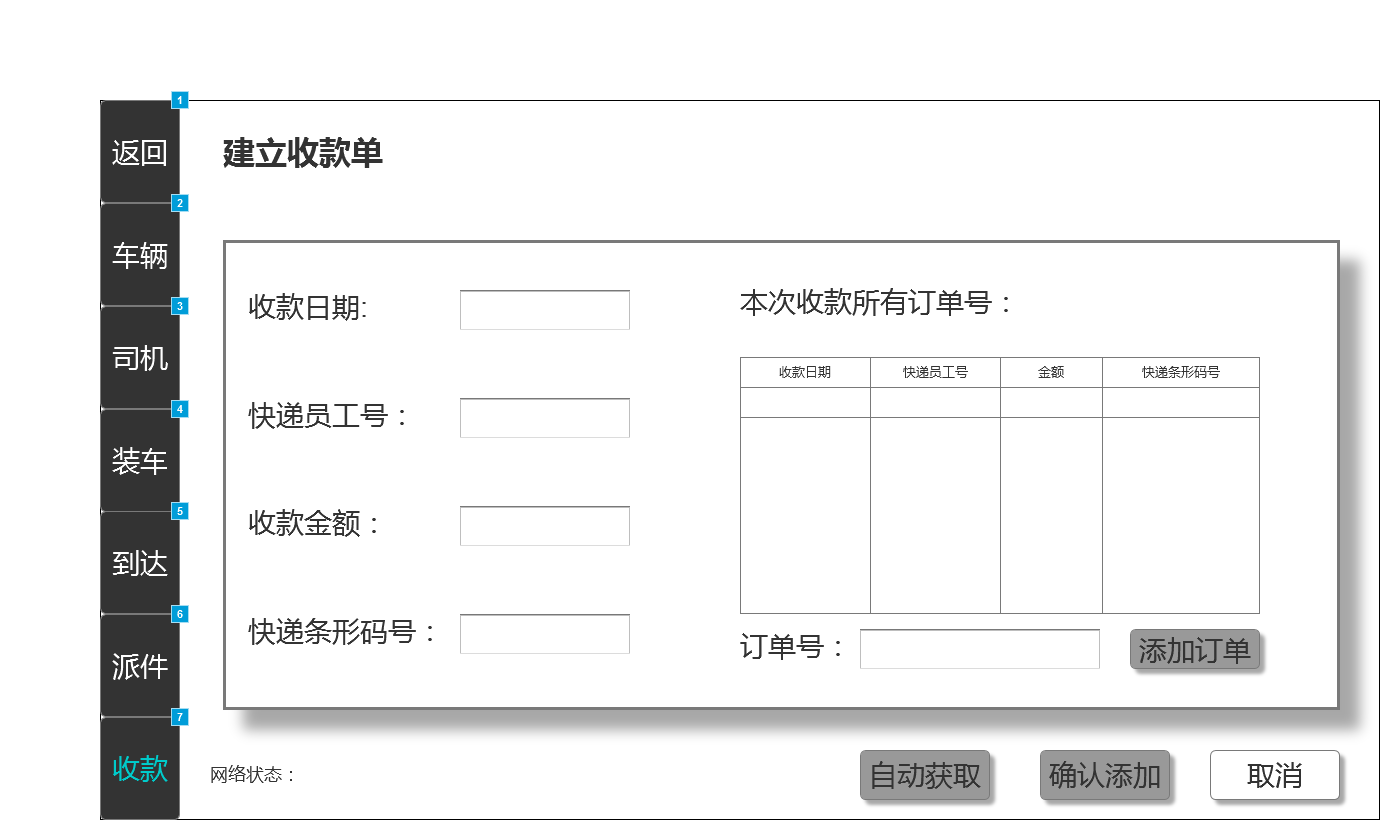 1
返回
2
车辆
3
司机
4
装车
5
到达
6
派件
7
收款
建立收款单
收款日期:
快递员工号：
收款金额：
快递条形码号：
本次收款所有订单号：
收款日期 快递员工号 金额 快递条形码号
订单号： 添加订单
网络状态： 自动获取 确认添加 取消